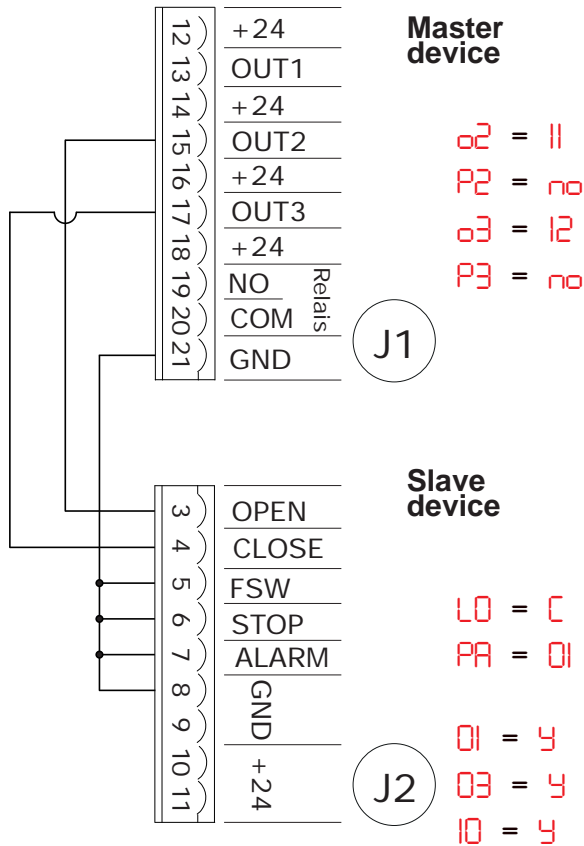 Master
device
12 +24
13 OUT1
14 +24
15 OUT2
16 +24
17 OUT3
18 +24
19 NO
20 COM
Relais
21 GND
J1
o2 = 11
P2 = no
o3 = 12
P3 = no
Slave
device
3 OPEN
4 CLOSE
5 FSW
6 STOP
7 ALARM
8
9
GND
10
11
+24
J2
LO = C
PA = 01
01 = y
03 = y
10 = y